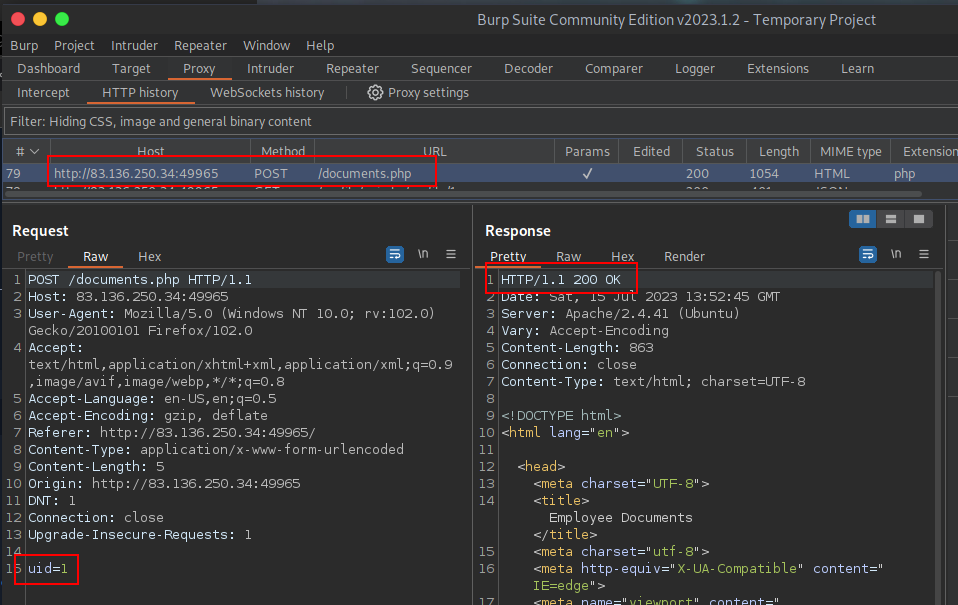 Burp Suite Community Edition v2023.1.2 - Temporary Project
Burp Project Intruder Repeater Window Help
Dashboard Target Proxy Intruder Repeater Sequencer Decoder Comparer Logger Extensions Learn
Intercept HTTP history WebSockets history Proxy settings
Filter: Hiding CSS, image and general binary content
# Host Method URL Params Edited Status Length MIME type Extension
79 http://83.136.250.34:49965 POST /documents.php ✓ 200 1054 HTML php
Request
Pretty Raw Hex \n
1 POST /documents.php HTTP/1.1
2 Host: 83.136.250.34:49965
3 User-Agent: Mozilla/5.0 (Windows NT 10.0; rv:102.0)
Gecko/20100101 Firefox/102.0
4 Accept:
text/html,application/xhtml+xml,application/xml;q=0.9
,image/avif,image/webp,*/*;q=0.8
5 Accept-Language: en-US,en;q=0.5
6 Accept-Encoding: gzip, deflate
7 Referer: http://83.136.250.34:49965/
8 Content-Type: application/x-www-form-urlencoded
9 Content-Length: 5
10 Origin: http://83.136.250.34:49965
11 DNT: 1
12 Connection: close
13 Upgrade-Insecure-Requests: 1
14
15 uid=1
Response
Pretty Raw Hex Render \n
1 HTTP/1.1 200 OK
2 Date: Sat, 15 Jul 2023 13:52:45 GMT
3 Server: Apache/2.4.41 (Ubuntu)
4 Vary: Accept-Encoding
5 Content-Length: 863
6 Connection: close
7 Content-Type: text/html; charset=UTF-8
8
9 <!DOCTYPE html>
10 <html lang="en">
11
12 <head>
13 <meta charset="UTF-8">
14 <title>
Employee Documents
</title>
15 <meta charset="utf-8">
16 <meta http-equiv="X-UA-Compatible" content="
IE=edge">
17 <meta name="viewport" content="